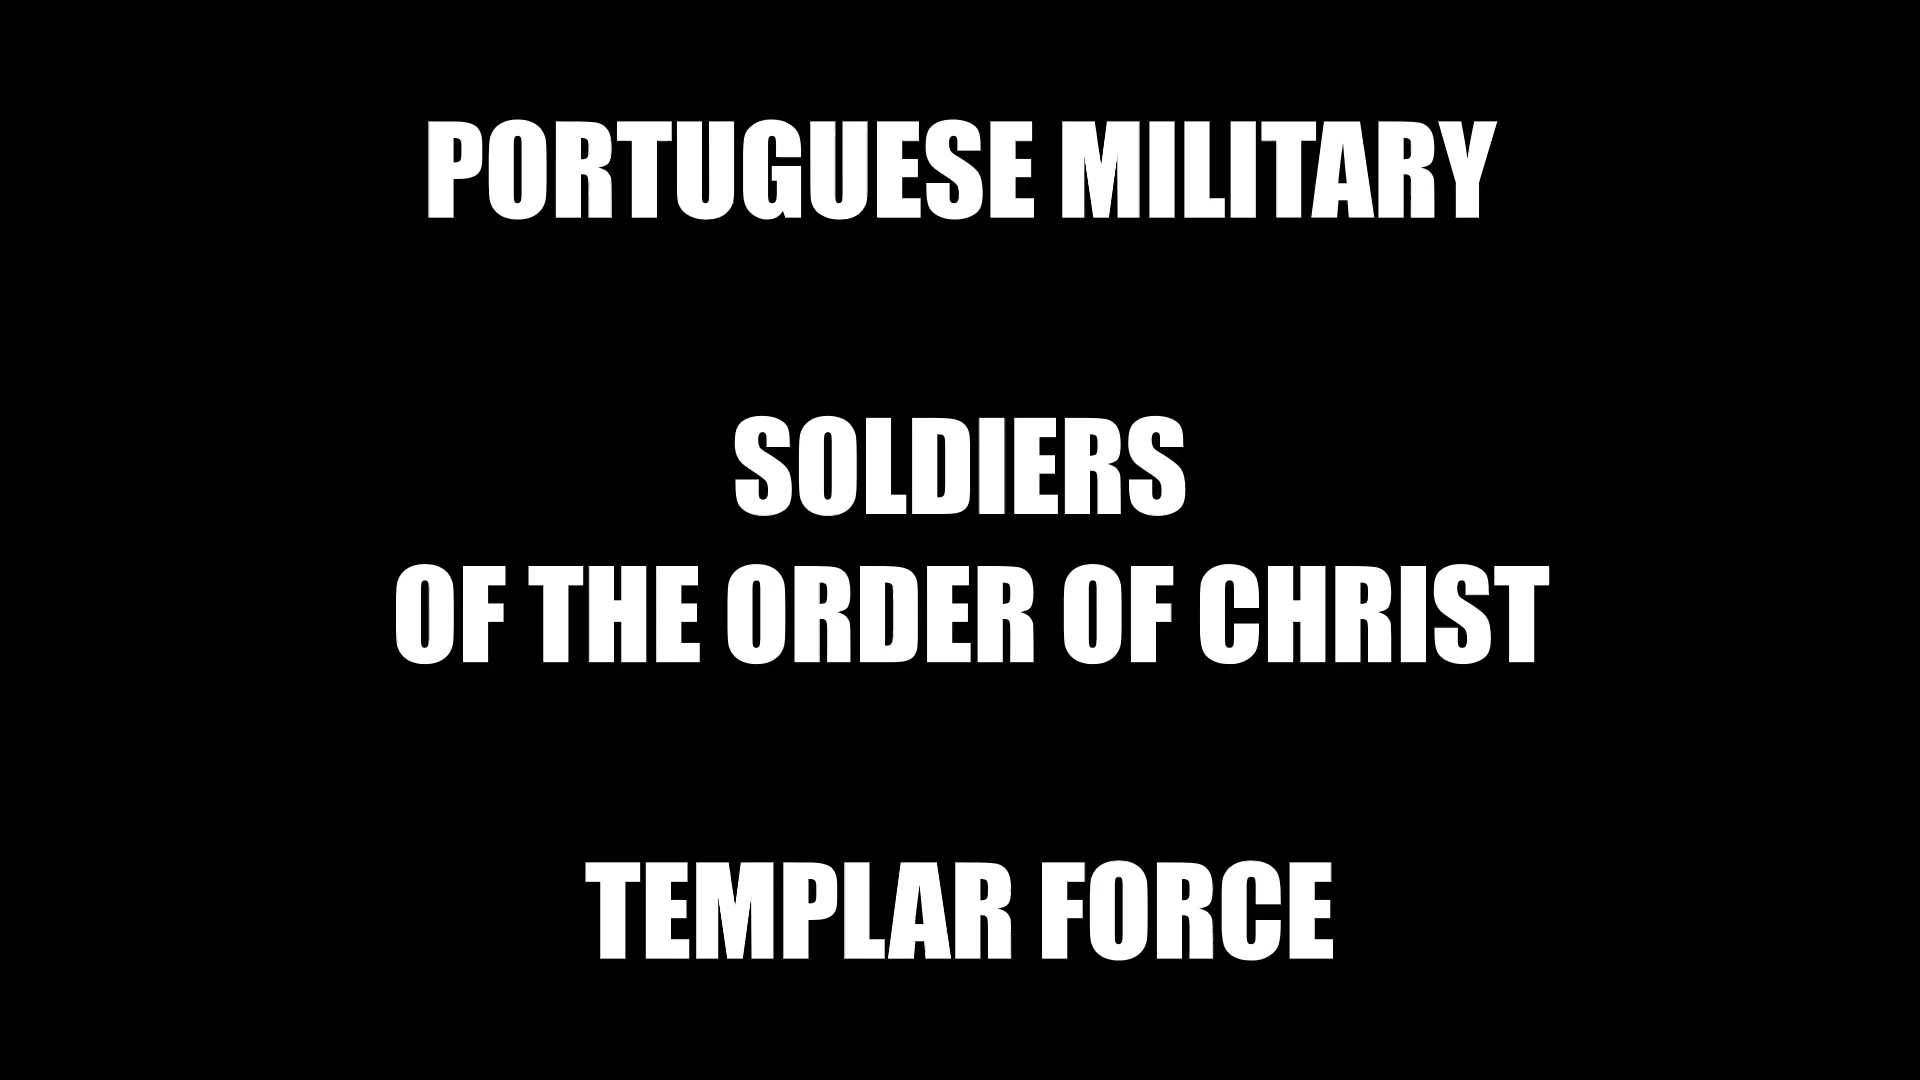 PORTUGUESE MILITARY
SOLDIERS
OF THE ORDER OF CHRIST
TEMPLAR FORCE